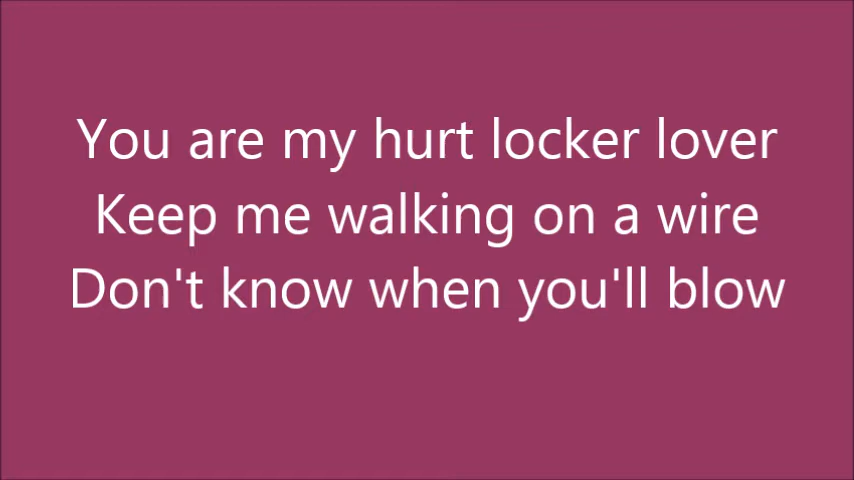 You are my hurt locker lover
Keep me walking on a wire
Don't know when you'll blow